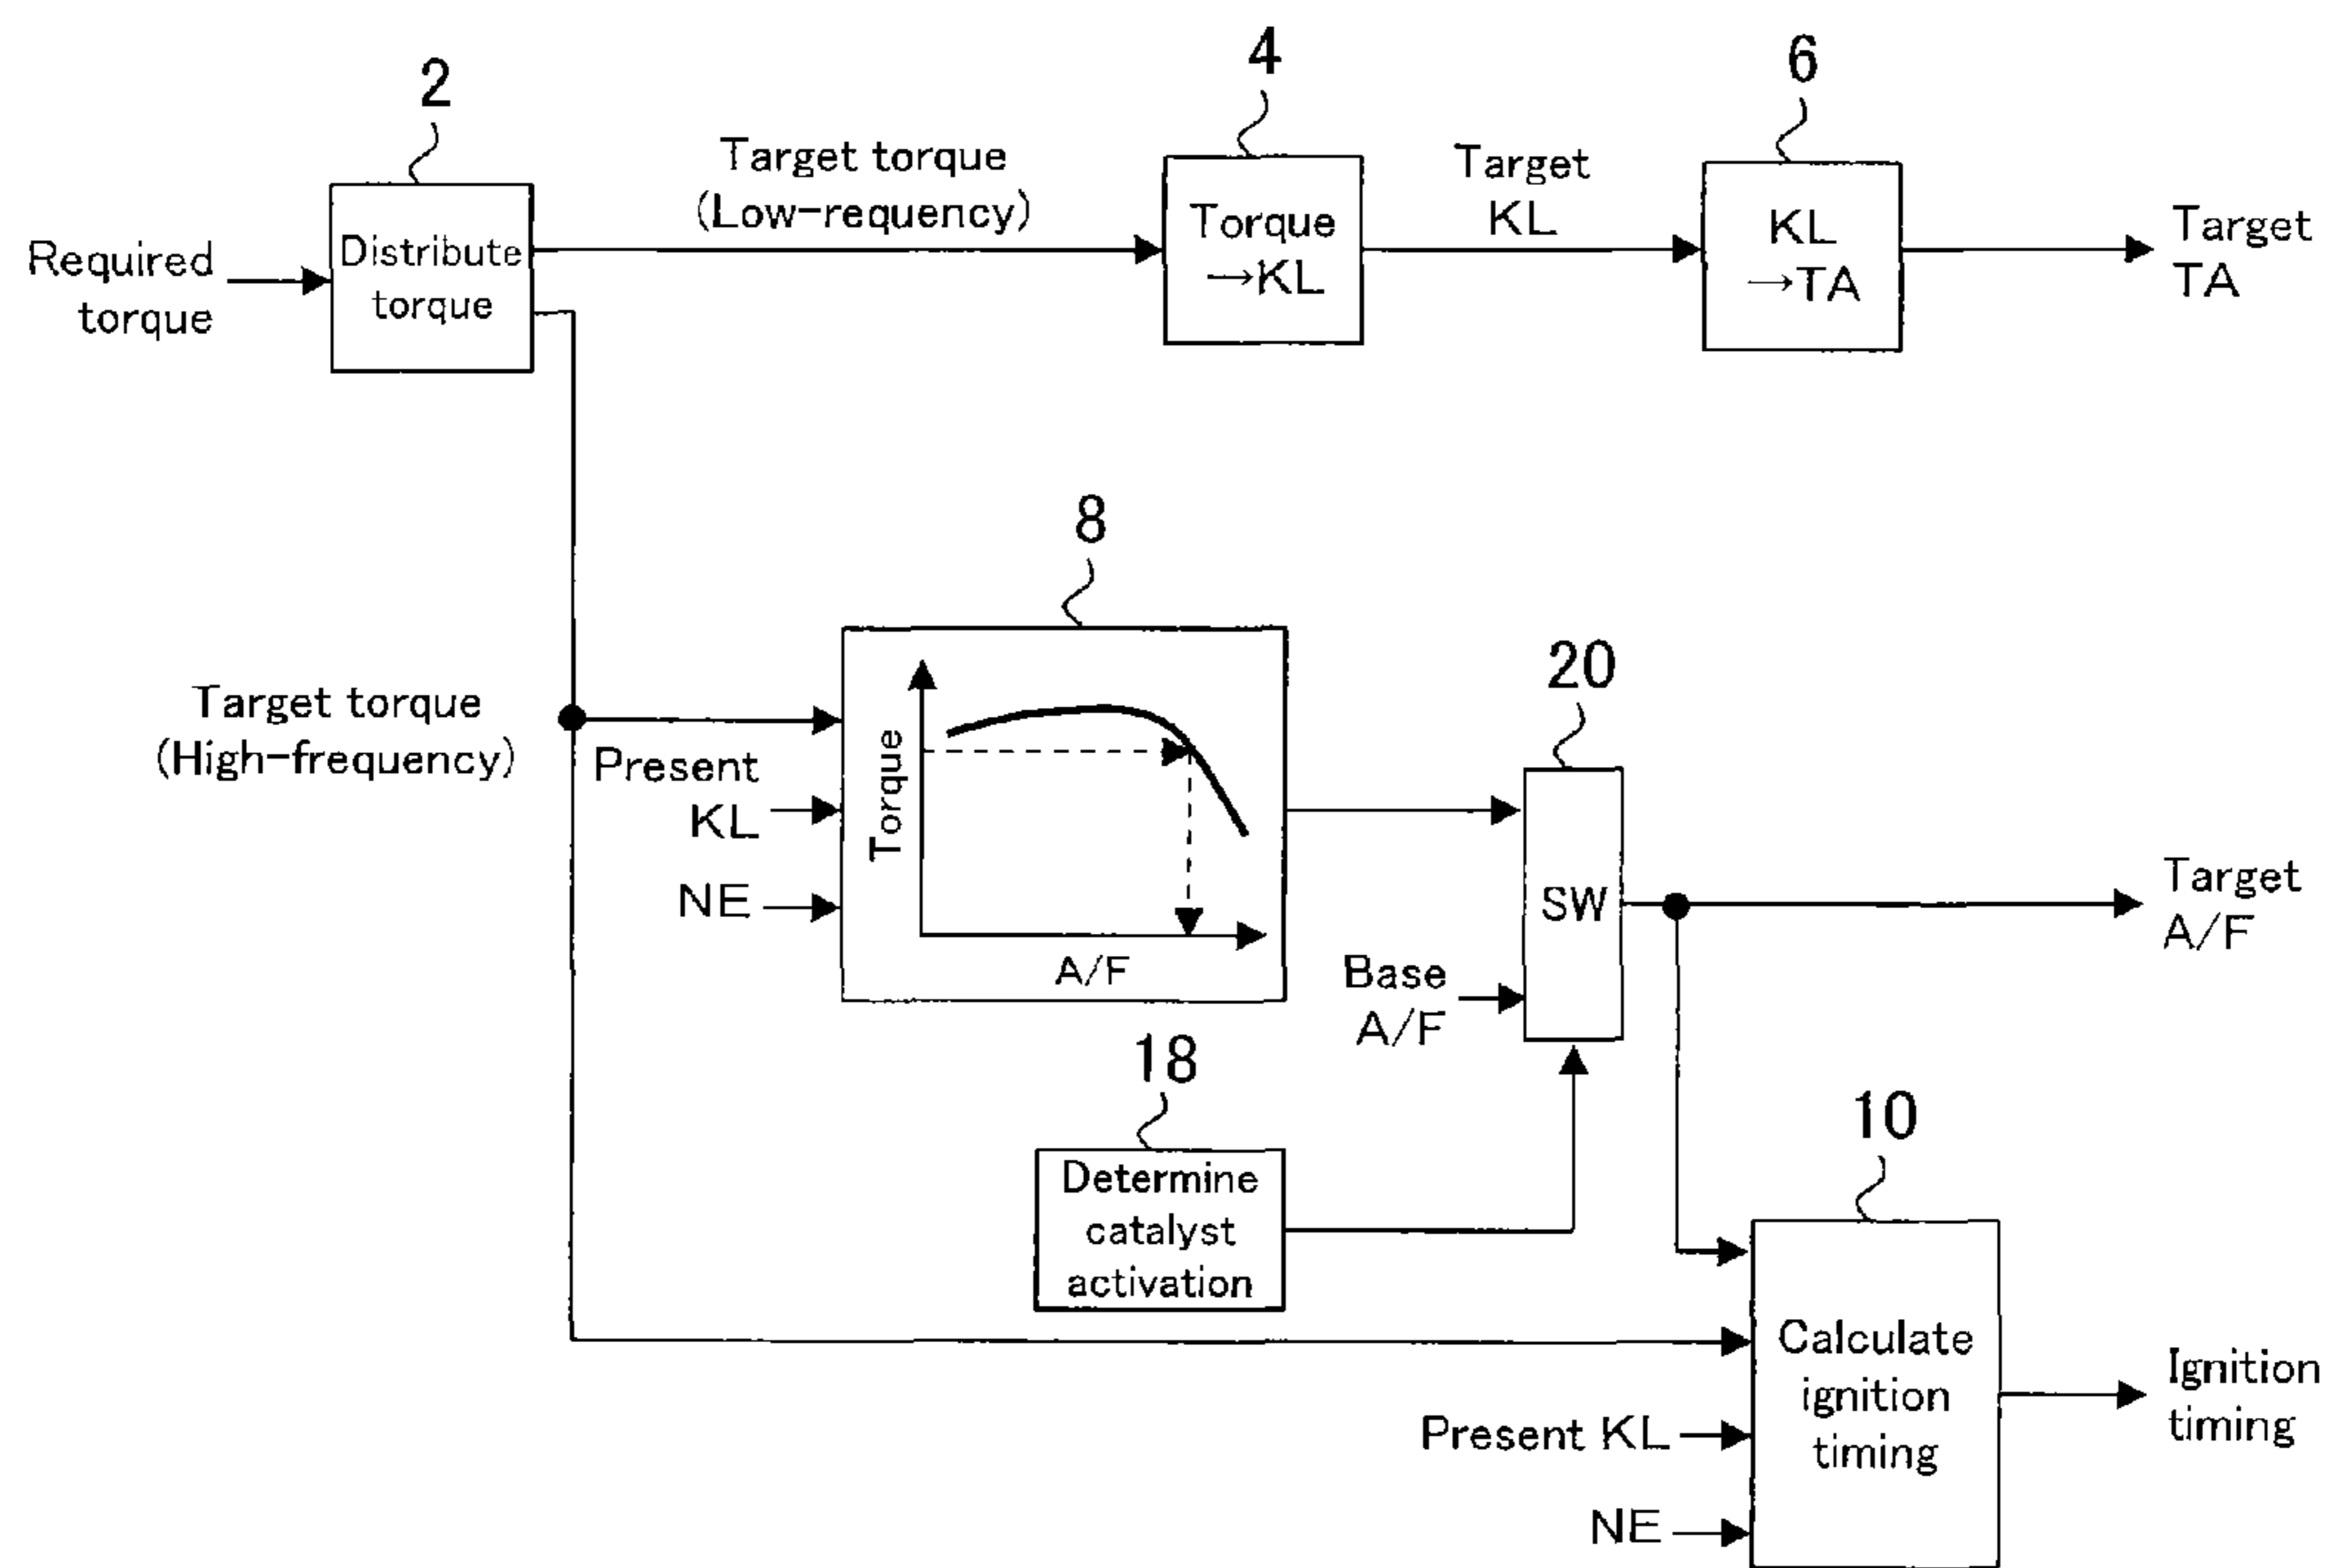 2
4
6
Target torque
(Low-requency)
Target
KL
Required
torque
Distribute
torque
Torque
→KL
KL
→TA
Target
TA
8
20
Target torque
(High-frequency)
Present
KL
NE
Torque
A/F
SW
Base
A/F
Target
A/F
18
Determine
catalyst
activation
10
Calculate
ignition
timing
Present KL
NE
Ignition
timing